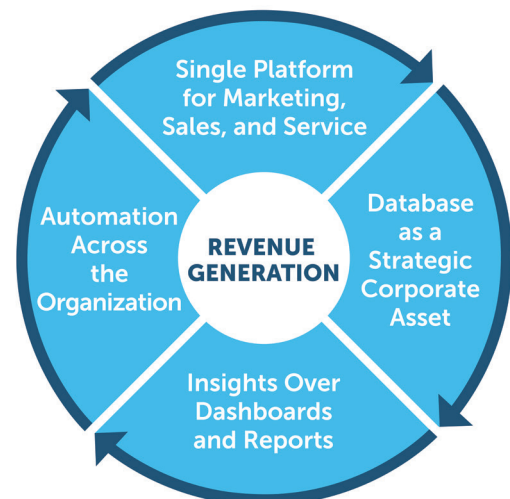 Single Platform
for Marketing,
Sales, and Service
Database
as a
Strategic
Corporate
Asset
Insights Over
Dashboards
and Reports
Automation
Across
the
Organization
REVENUE
GENERATION